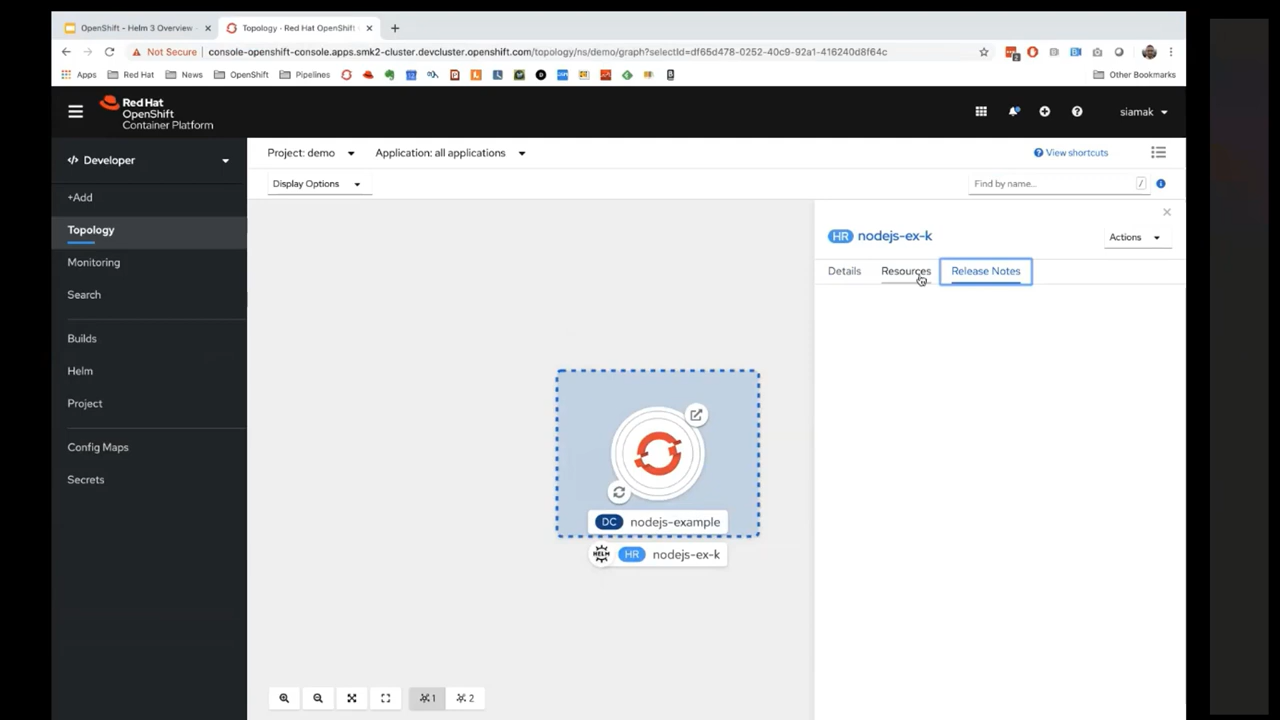 OpenShift - Helm 3 Overview
Topology · Red Hat OpenShift
Not Secure
console-openshift-console.apps.smk2-cluster.devcluster.openshift.com/topology/ns/demo/graph?selectId=df65d478-0252-40c9-92a1-416240d8f64c
Apps Red Hat News OpenShift Pipelines Other Bookmarks
Red Hat
OpenShift
Container Platform
siamak
Developer
Project: demo Application: all applications View shortcuts
Display Options Find by name... /
+Add
Topology
Monitoring
Search
Builds
Helm
Project
Config Maps
Secrets
HR nodejs-ex-k
Actions
Details Resources Release Notes
DC nodejs-example
HELM HR nodejs-ex-k
1 2